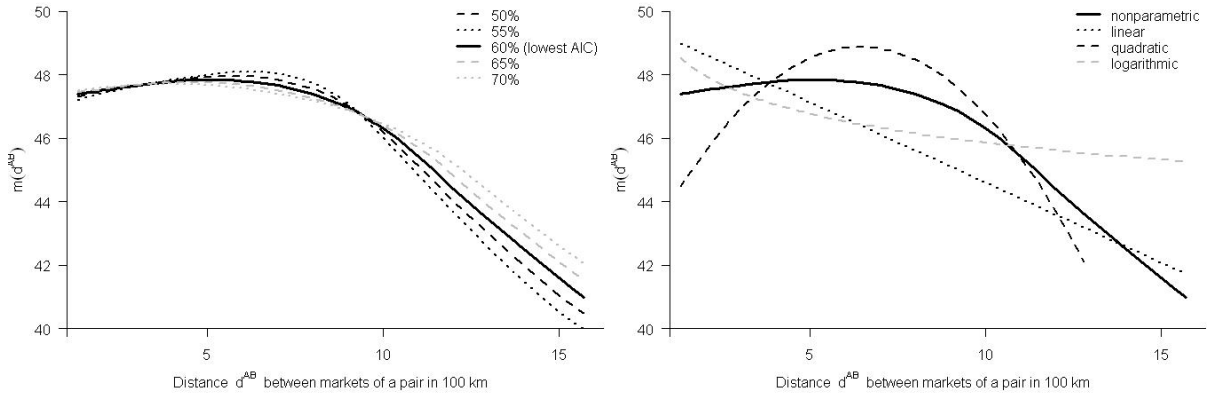 50
48
46
44
42
40
m(d^AB)
5
10
15
Distance d^AB between markets of a pair in 100 km
50%
55%
60% (lowest AIC)
65%
70%
50
48
46
44
42
40
m(d^AB)
5
10
15
Distance d^AB between markets of a pair in 100 km
nonparametric
linear
quadratic
logarithmic